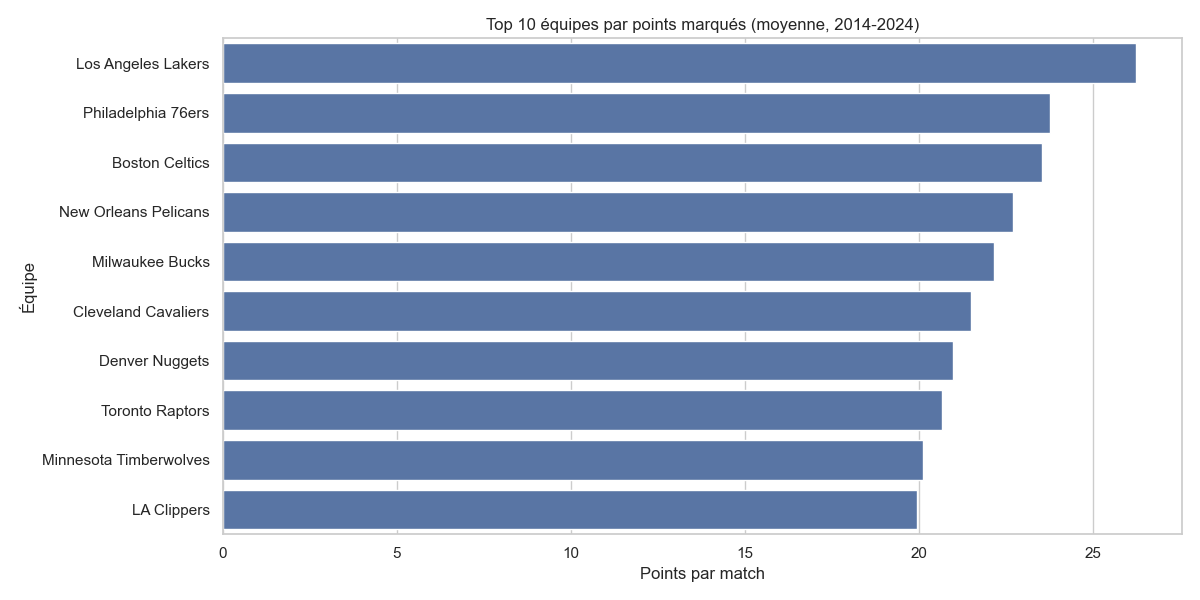 Top 10 équipes par points marqués (moyenne, 2014-2024)
Équipe
Los Angeles Lakers
Philadelphia 76ers
Boston Celtics
New Orleans Pelicans
Milwaukee Bucks
Cleveland Cavaliers
Denver Nuggets
Toronto Raptors
Minnesota Timberwolves
LA Clippers
0 5 10 15 20 25
Points par match